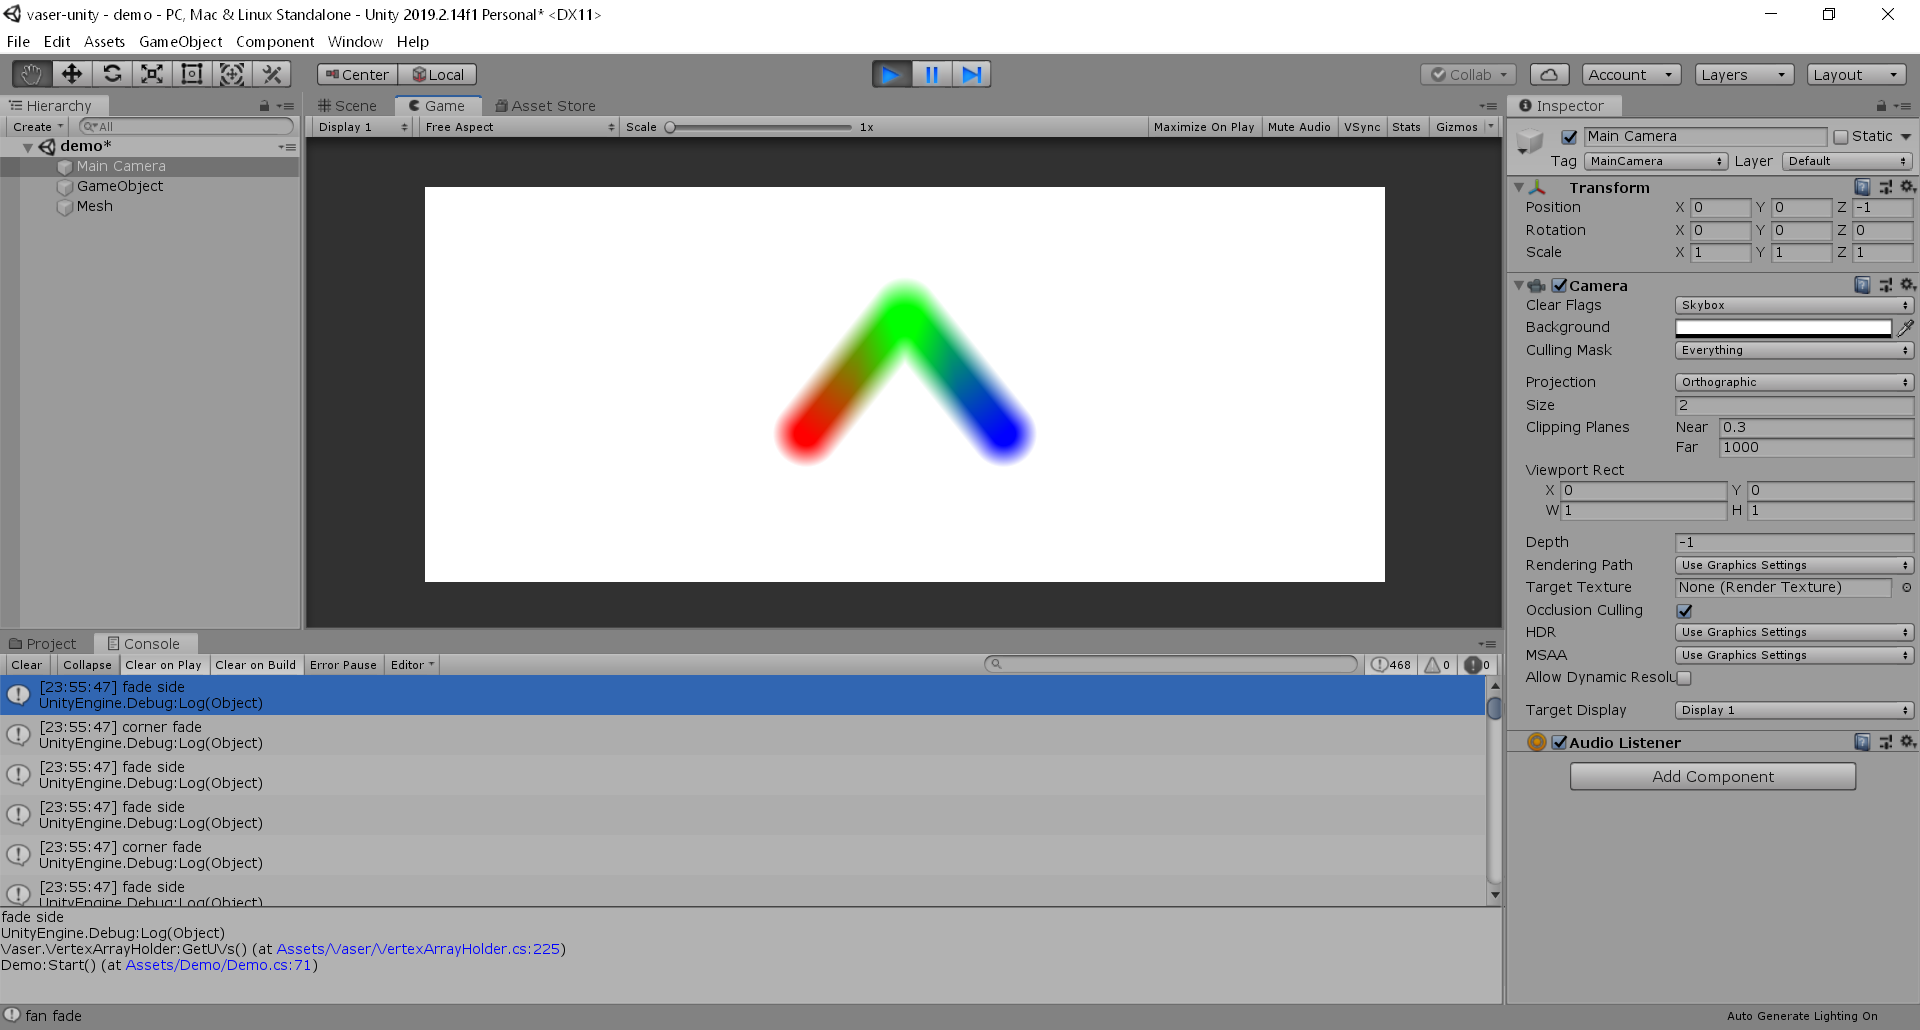 vaser-unity - demo - PC, Mac & Linux Standalone - Unity 2019.2.14f1 Personal* <DX11>
File Edit Assets GameObject Component Window Help
Center Local Collab Account Layers Layout
Hierarchy
Create All
demo*
Main Camera
GameObject
Mesh
Scene Game Asset Store
Display 1 Free Aspect Scale 1x Maximize On Play Mute Audio VSync Stats Gizmos
Inspector
Main Camera Static
Tag MainCamera Layer Default
Transform
Position X 0 Y 0 Z -1
Rotation X 0 Y 0 Z 0
Scale X 1 Y 1 Z 1
Camera
Clear Flags Skybox
Background
Culling Mask Everything
Projection Orthographic
Size 2
Clipping Planes Near 0.3
Far 1000
Viewport Rect
X 0 Y 0
W 1 H 1
Depth -1
Rendering Path Use Graphics Settings
Target Texture None (Render Texture)
Occlusion Culling
HDR Use Graphics Settings
MSAA Use Graphics Settings
Allow Dynamic Resolu
Target Display Display 1
Audio Listener
Add Component
Project Console
Clear Collapse Clear on Play Clear on Build Error Pause Editor 468 0 0
[23:55:47] fade side
UnityEngine.Debug:Log(Object)
[23:55:47] corner fade
UnityEngine.Debug:Log(Object)
[23:55:47] fade side
UnityEngine.Debug:Log(Object)
[23:55:47] fade side
UnityEngine.Debug:Log(Object)
[23:55:47] corner fade
UnityEngine.Debug:Log(Object)
[23:55:47] fade side
UnityEngine.Debug:Log(Object)
fade side
UnityEngine.Debug:Log(Object)
Vaser.VertexArrayHolder:GetUVs() (at Assets/Vaser/VertexArrayHolder.cs:225)
Demo:Start() (at Assets/Demo/Demo.cs:71)
fan fade
Auto Generate Lighting On